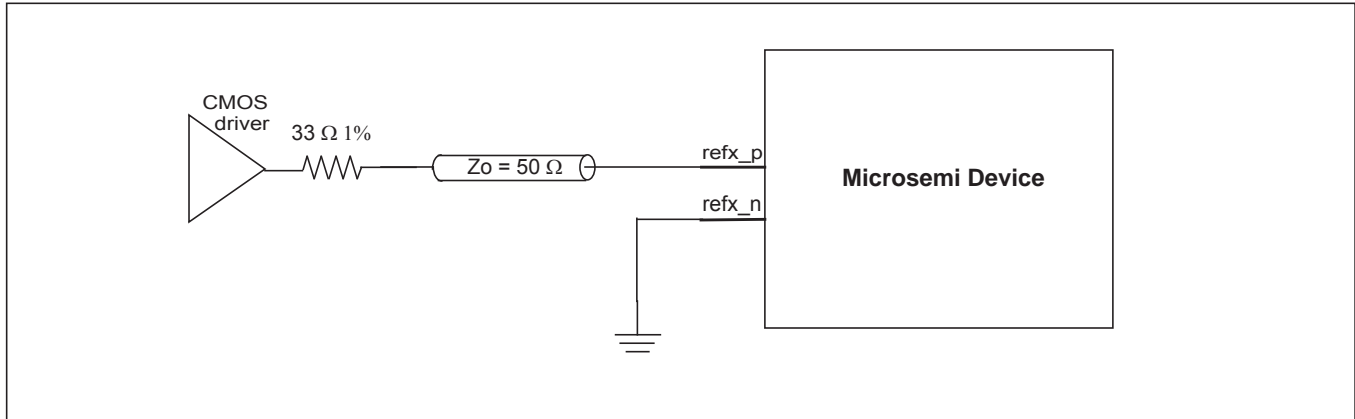 CMOS
driver
33 Ω 1%
Zo = 50 Ω
refx_p
refx_n
Microsemi Device